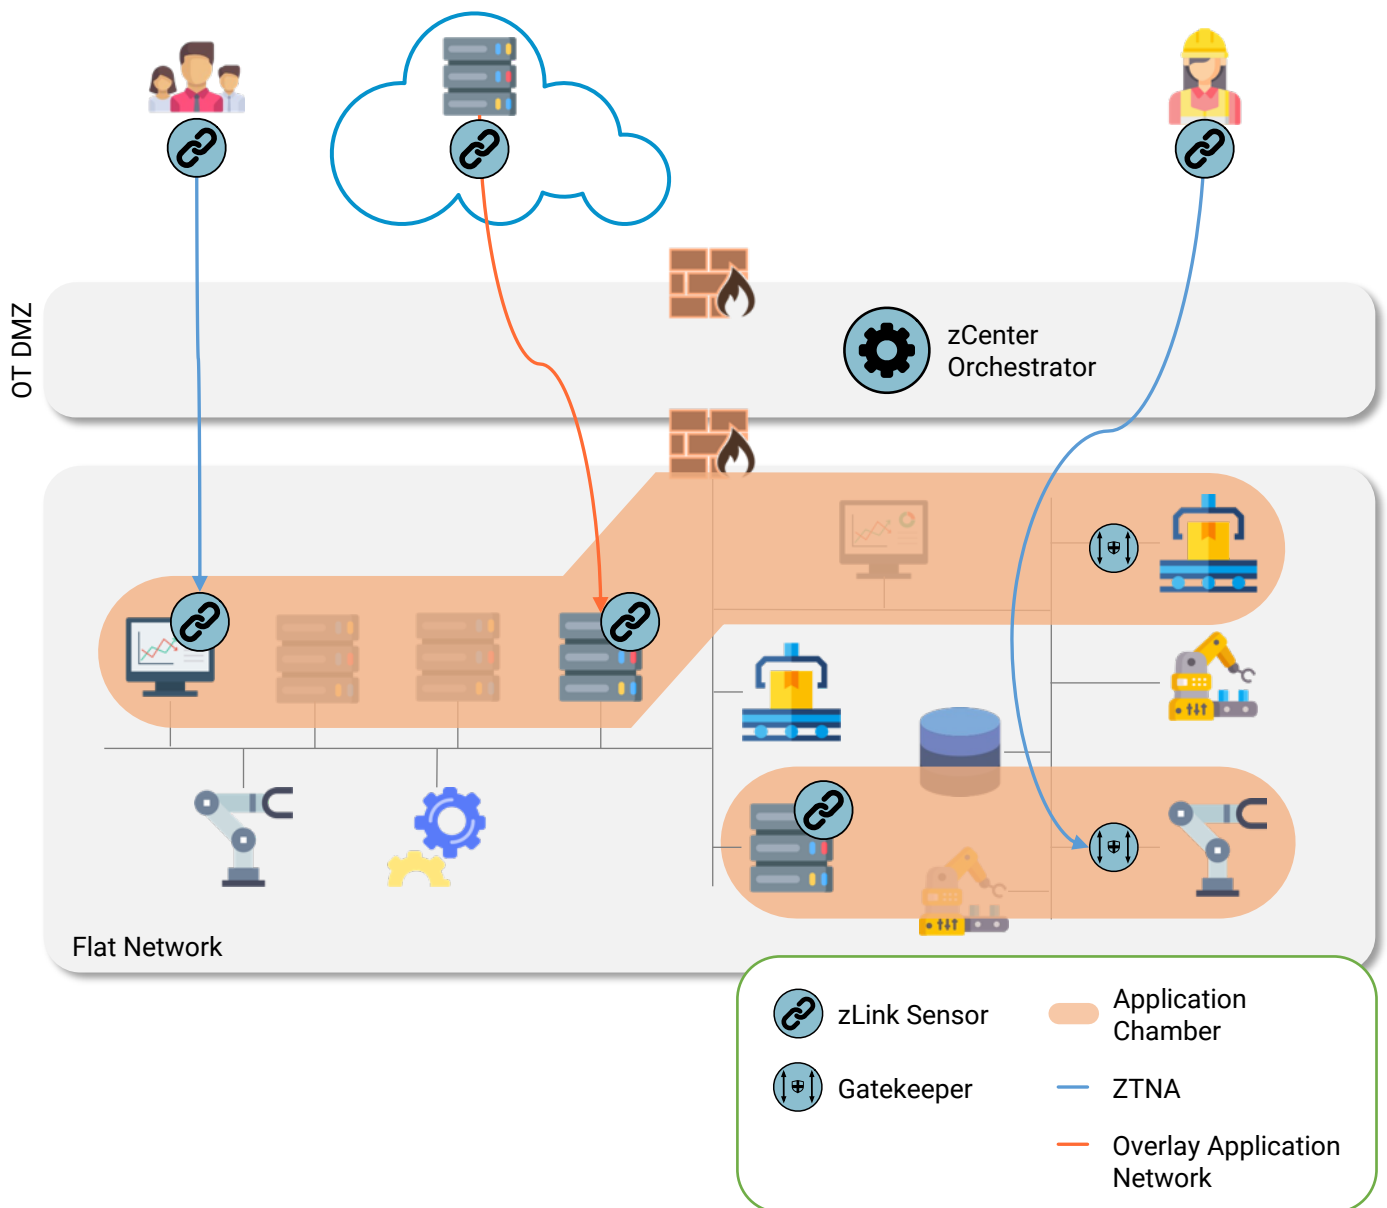 OT DMZ
zCenter
Orchestrator
Flat Network
zLink Sensor
Application
Chamber
Gatekeeper
ZTNA
Overlay Application
Network